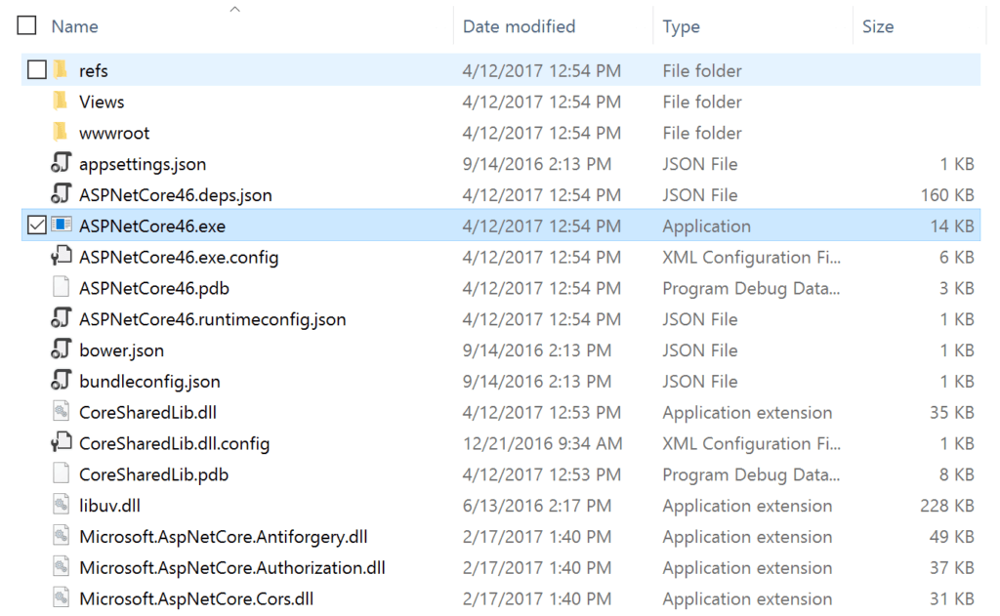 Name Date modified Type Size
refs 4/12/2017 12:54 PM File folder
Views 4/12/2017 12:54 PM File folder
wwwroot 4/12/2017 12:54 PM File folder
appsettings.json 9/14/2016 2:13 PM JSON File 1 KB
ASPNetCore46.deps.json 4/12/2017 12:54 PM JSON File 160 KB
ASPNetCore46.exe 4/12/2017 12:54 PM Application 14 KB
ASPNetCore46.exe.config 4/12/2017 12:54 PM XML Configuration Fi... 6 KB
ASPNetCore46.pdb 4/12/2017 12:54 PM Program Debug Data... 3 KB
ASPNetCore46.runtimeconfig.json 4/12/2017 12:54 PM JSON File 1 KB
bower.json 9/14/2016 2:13 PM JSON File 1 KB
bundleconfig.json 9/14/2016 2:13 PM JSON File 1 KB
CoreSharedLib.dll 4/12/2017 12:53 PM Application extension 35 KB
CoreSharedLib.dll.config 12/21/2016 9:34 AM XML Configuration Fi... 1 KB
CoreSharedLib.pdb 4/12/2017 12:53 PM Program Debug Data... 8 KB
libuv.dll 6/13/2016 2:17 PM Application extension 228 KB
Microsoft.AspNetCore.Antiforgery.dll 2/17/2017 1:40 PM Application extension 49 KB
Microsoft.AspNetCore.Authorization.dll 2/17/2017 1:40 PM Application extension 37 KB
Microsoft.AspNetCore.Cors.dll 2/17/2017 1:40 PM Application extension 31 KB